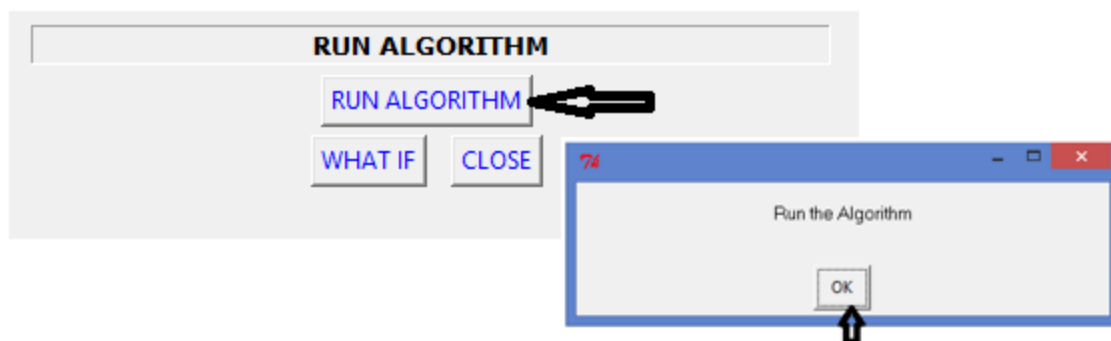 RUN ALGORITHM
RUN ALGORITHM
WHAT IF CLOSE
Run the Algorithm
OK